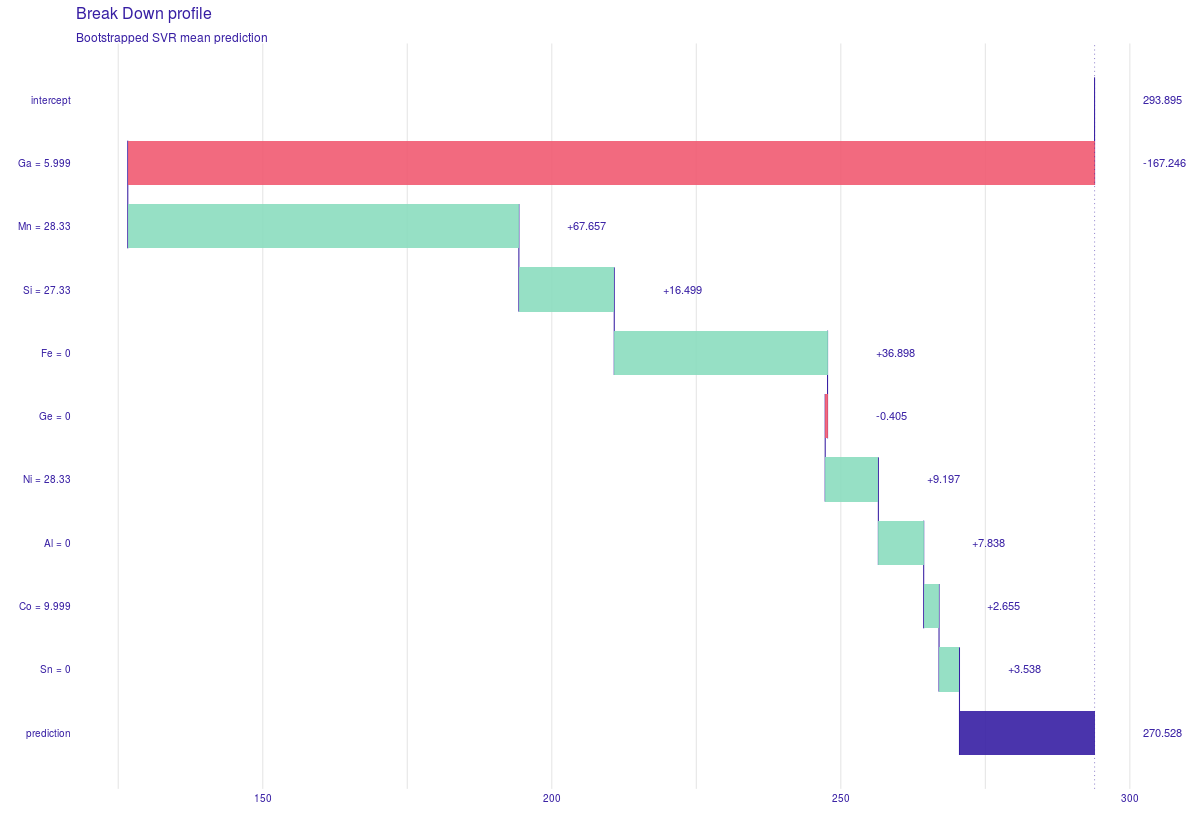 Break Down profile
Bootstrapped SVR mean prediction
intercept 293.895
Ga = 5.999 -167.246
Mn = 28.33 +67.657
Si = 27.33 +16.499
Fe = 0 +36.898
Ge = 0 -0.405
Ni = 28.33 +9.197
Al = 0 +7.838
Co = 9.999 +2.655
Sn = 0 +3.538
prediction 270.528
150 200 250 300